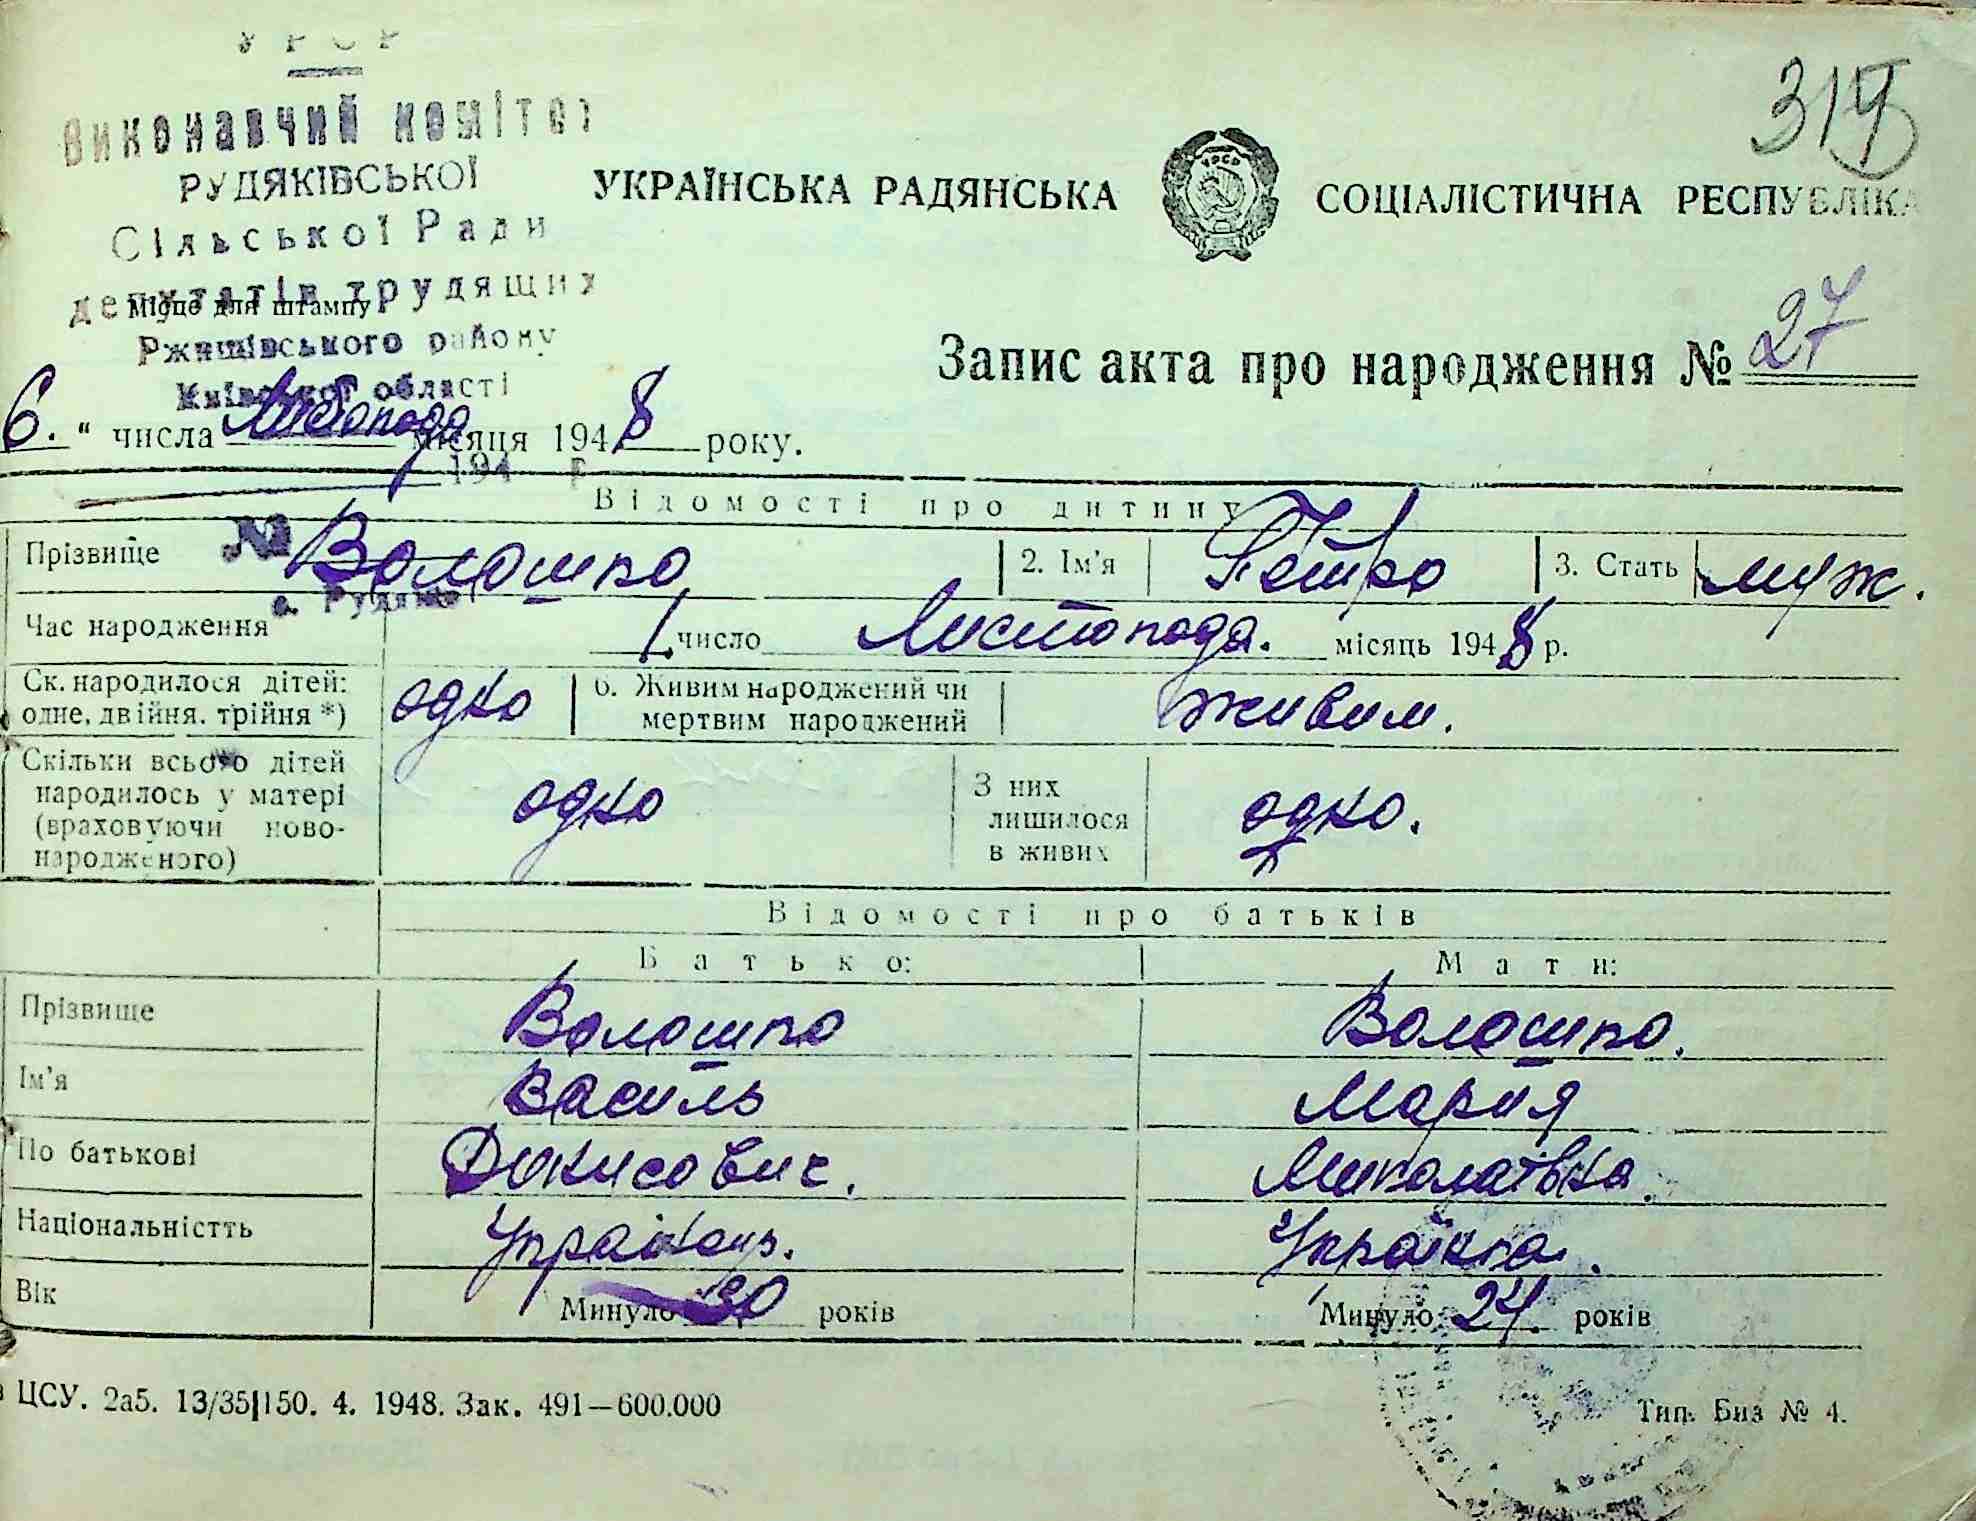 УРСР
Виконавчий комітет
РУДЯКІВСЬКОЇ
Сільської Ради
депутатів трудящих
Місце для штампу
Ржищівського району
Київської області
319
УКРАЇНСЬКА РАДЯНСЬКА СОЦІАЛІСТИЧНА РЕСПУБЛІКА
УРСР
Запис акта про народження № 27
6. " числа Листопада місяця 1948 року.
194 р
Відомості про дитину
Прізвище Волошко 2. Ім'я Петро 3. Стать муж.
№
с. Рудяки
Час народження 1 число Листопада. місяць 1948 р.
Ск. народилося дітей: одне, двійня, трійня *) одно 6. Живим народжений чи мертвим народжений живим.
Скільки всього дітей народилось у матері (враховуючи новонародженого) одно З них лишилося в живих одно.
Відомості про батьків
Батько: Мати:
Прізвище Волошко Волошко.
Ім'я Василь Мария
По батькові Денисович. Миколаївна.
Національністть Українець. Українка.
Вік Минуло 30 років Минуло 24. років
ЦСУ. 2а5. 13/35|150. 4. 1948. Зак. 491—600.000 Тип. Биз № 4.